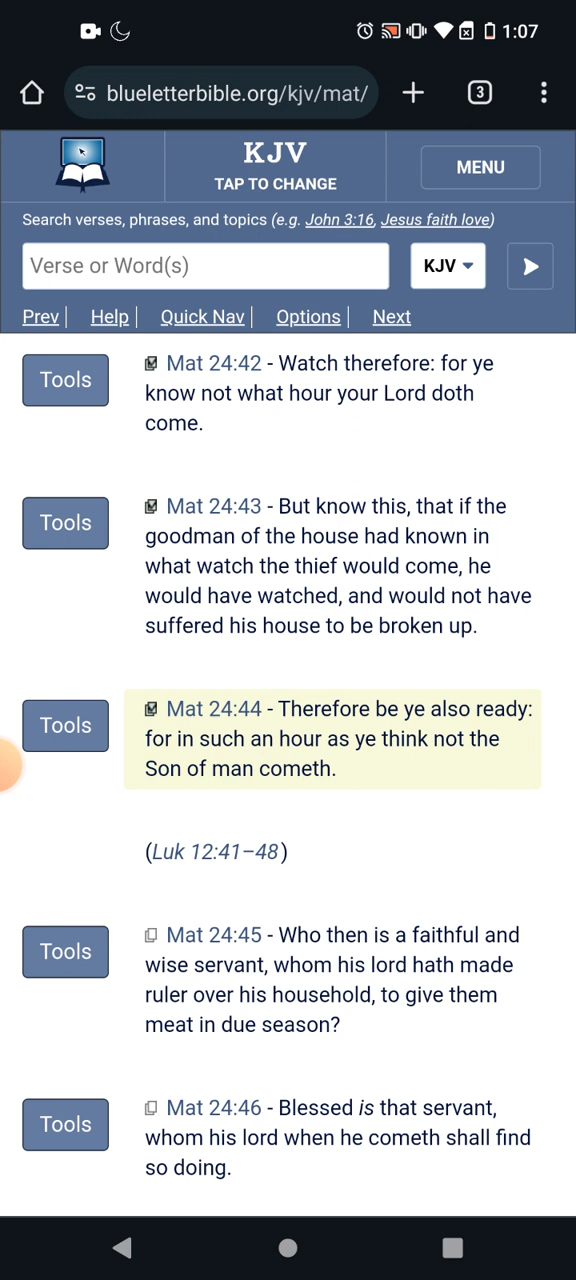 1:07
blueletterbible.org/kjv/mat/
3
KJV
TAP TO CHANGE
MENU
Search verses, phrases, and topics (e.g. John 3:16, Jesus faith love)
Verse or Word(s)
KJV
Prev | Help | Quick Nav | Options | Next
Tools
Mat 24:42 - Watch therefore: for ye
know not what hour your Lord doth
come.
Tools
Mat 24:43 - But know this, that if the
goodman of the house had known in
what watch the thief would come, he
would have watched, and would not have
suffered his house to be broken up.
Tools
Mat 24:44 - Therefore be ye also ready:
for in such an hour as ye think not the
Son of man cometh.
(Luk 12:41–48)
Tools
Mat 24:45 - Who then is a faithful and
wise servant, whom his lord hath made
ruler over his household, to give them
meat in due season?
Tools
Mat 24:46 - Blessed is that servant,
whom his lord when he cometh shall find
so doing.